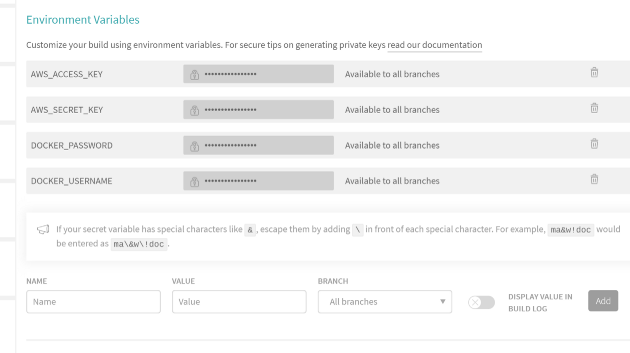 Environment Variables
Customize your build using environment variables. For secure tips on generating private keys read our documentation
AWS_ACCESS_KEY •••••••••••••••• Available to all branches
AWS_SECRET_KEY •••••••••••••••• Available to all branches
DOCKER_PASSWORD •••••••••••••••• Available to all branches
DOCKER_USERNAME •••••••••••••••• Available to all branches
If your secret variable has special characters like &, escape them by adding \ in front of each special character. For example, ma&w!doc would
be entered as ma\&w\!doc.
NAME VALUE BRANCH
Name Value All branches DISPLAY VALUE IN BUILD LOG Add